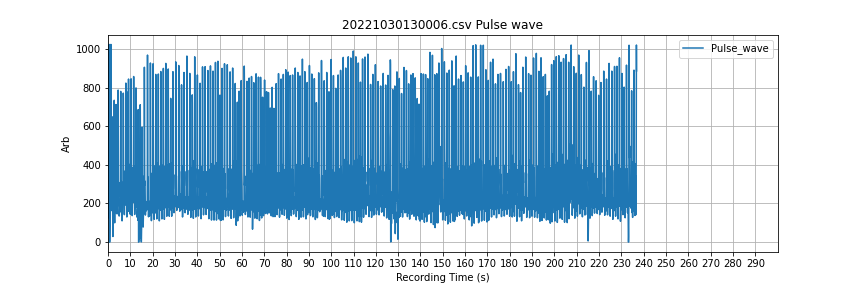 20221030130006.csv Pulse wave
Pulse_wave
Arb
1000
800
600
400
200
0
0 10 20 30 40 50 60 70 80 90 100 110 120 130 140 150 160 170 180 190 200 210 220 230 240 250 260 270 280 290
Recording Time (s)